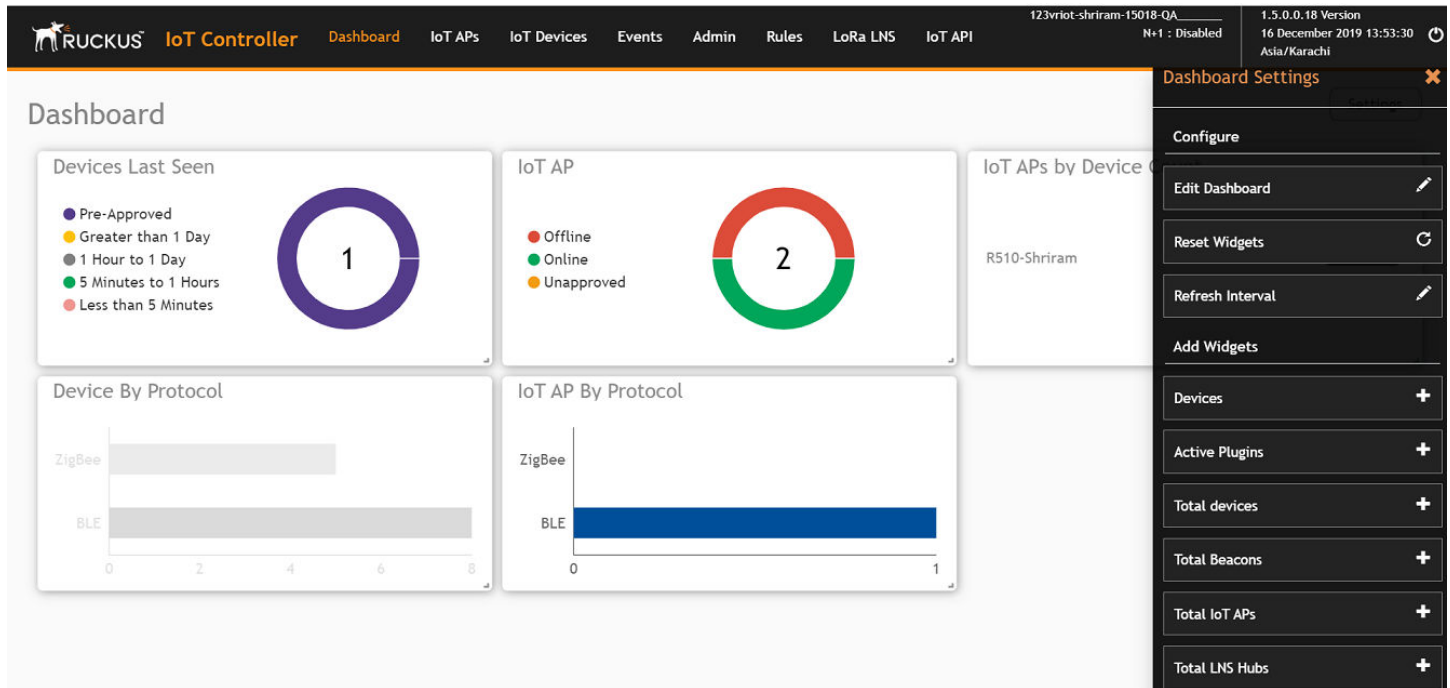 RUCKUS IoT Controller Dashboard IoT APs IoT Devices Events Admin Rules LoRa LNS IoT API
123vriot-shriram-15018-QA______
N+1 : Disabled
1.5.0.0.18 Version
16 December 2019 13:53:30
Asia/Karachi
Dashboard
Settings
Devices Last Seen
Pre-Approved
Greater than 1 Day
1 Hour to 1 Day
5 Minutes to 1 Hours
Less than 5 Minutes
1
IoT AP
Offline
Online
Unapproved
2
IoT APs by Device
R510-Shriram
Device By Protocol
ZigBee
BLE
0 2 4 6 8
IoT AP By Protocol
ZigBee
BLE
0 1
Dashboard Settings
Configure
Edit Dashboard
Reset Widgets
Refresh Interval
Add Widgets
Devices
Active Plugins
Total devices
Total Beacons
Total IoT APs
Total LNS Hubs